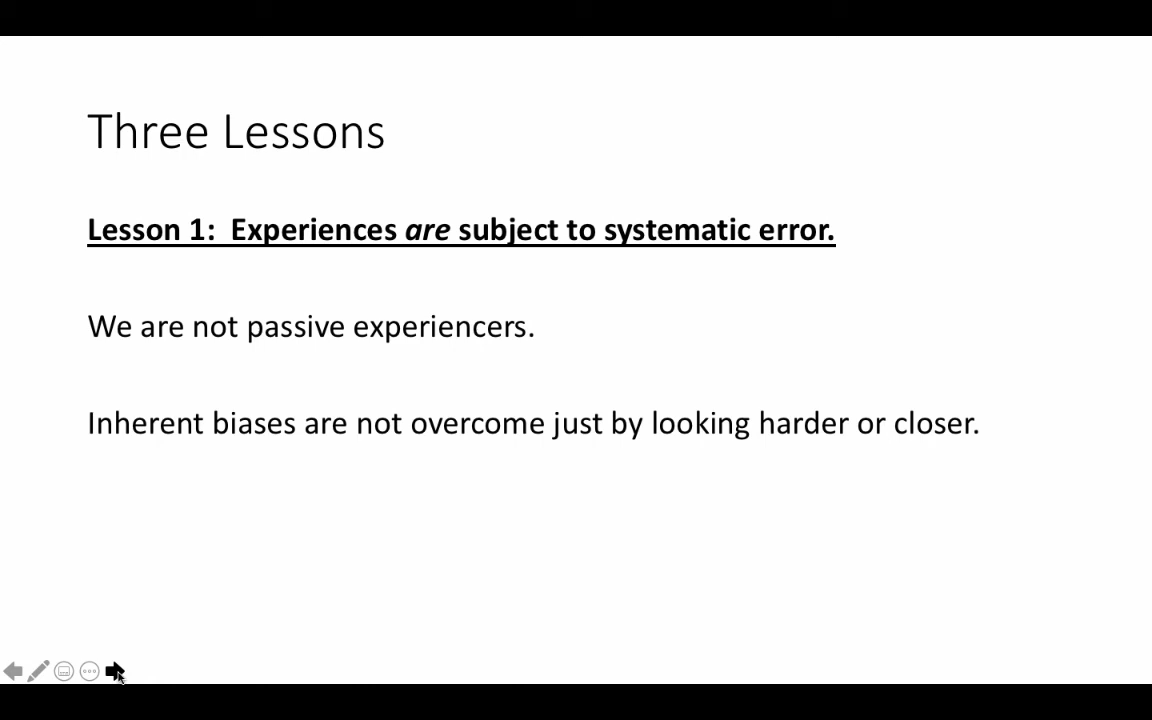 Three Lessons
Lesson 1:  Experiences are subject to systematic error.
We are not passive experiencers.
Inherent biases are not overcome just by looking harder or closer.